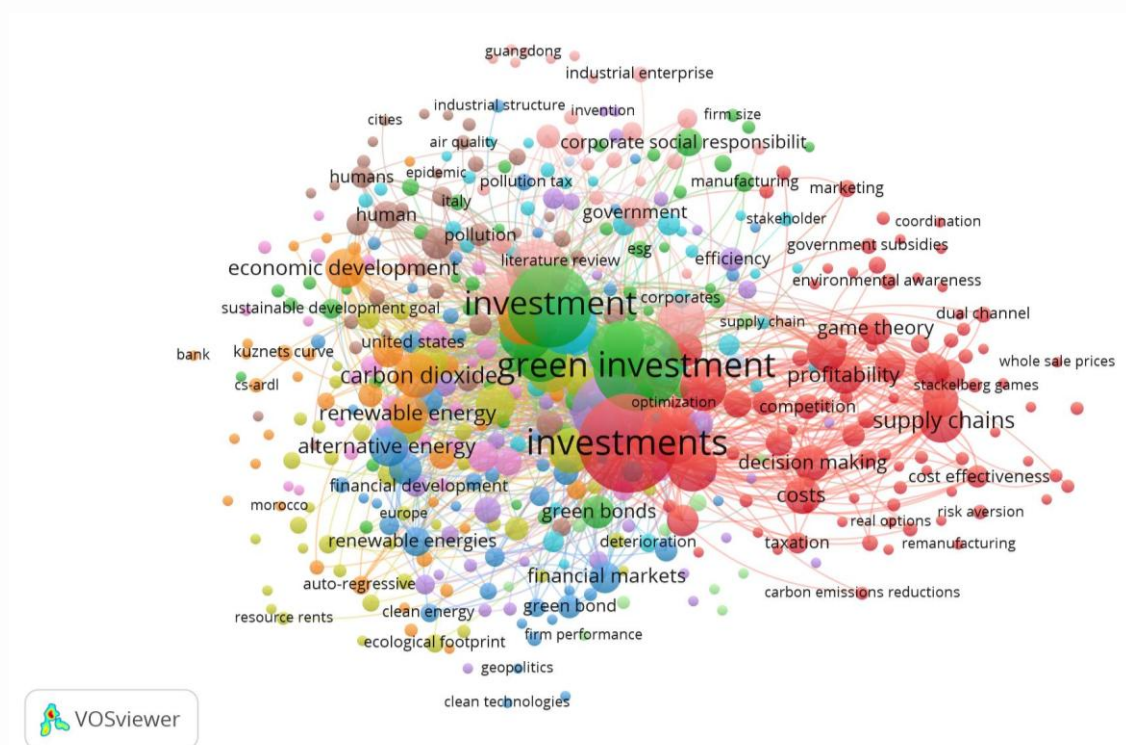 guangdong
industrial enterprise
industrial structure
invention
firm size
cities
air quality
corporate social responsibilit
humans
epidemic
pollution tax
manufacturing
marketing
italy
human
government
stakeholder
coordination
pollution
esg
efficiency
government subsidies
literature review
economic development
environmental awareness
investment
corporates
sustainable development goal
supply chain
game theory
dual channel
united states
bank
kuznets curve
green investment
whole sale prices
carbon dioxide
profitability
cs-ardl
stackelberg games
optimization
competition
renewable energy
supply chains
investments
alternative energy
decision making
cost effectiveness
financial development
costs
morocco
europe
green bonds
risk aversion
real options
renewable energies
deterioration
taxation
remanufacturing
financial markets
auto-regressive
carbon emissions reductions
clean energy
green bond
resource rents
firm performance
ecological footprint
geopolitics
clean technologies
VOSviewer